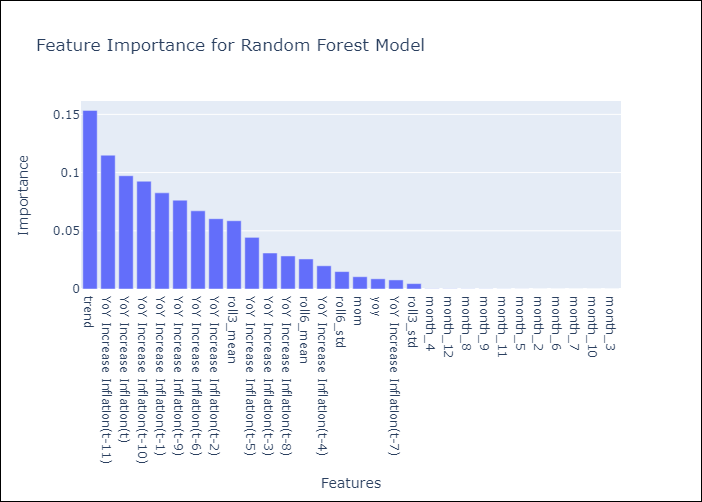 Feature Importance for Random Forest Model
Importance
0.15
0.1
0.05
0
trend
YoY Increase Inflation(t-11)
YoY Increase Inflation(t)
YoY Increase Inflation(t-10)
YoY Increase Inflation(t-1)
YoY Increase Inflation(t-9)
YoY Increase Inflation(t-6)
YoY Increase Inflation(t-2)
roll3_mean
YoY Increase Inflation(t-5)
YoY Increase Inflation(t-3)
YoY Increase Inflation(t-8)
roll6_mean
YoY Increase Inflation(t-4)
roll6_std
mom
yoy
YoY Increase Inflation(t-7)
roll3_std
month_4
month_12
month_8
month_9
month_11
month_5
month_2
month_6
month_7
month_10
month_3
Features